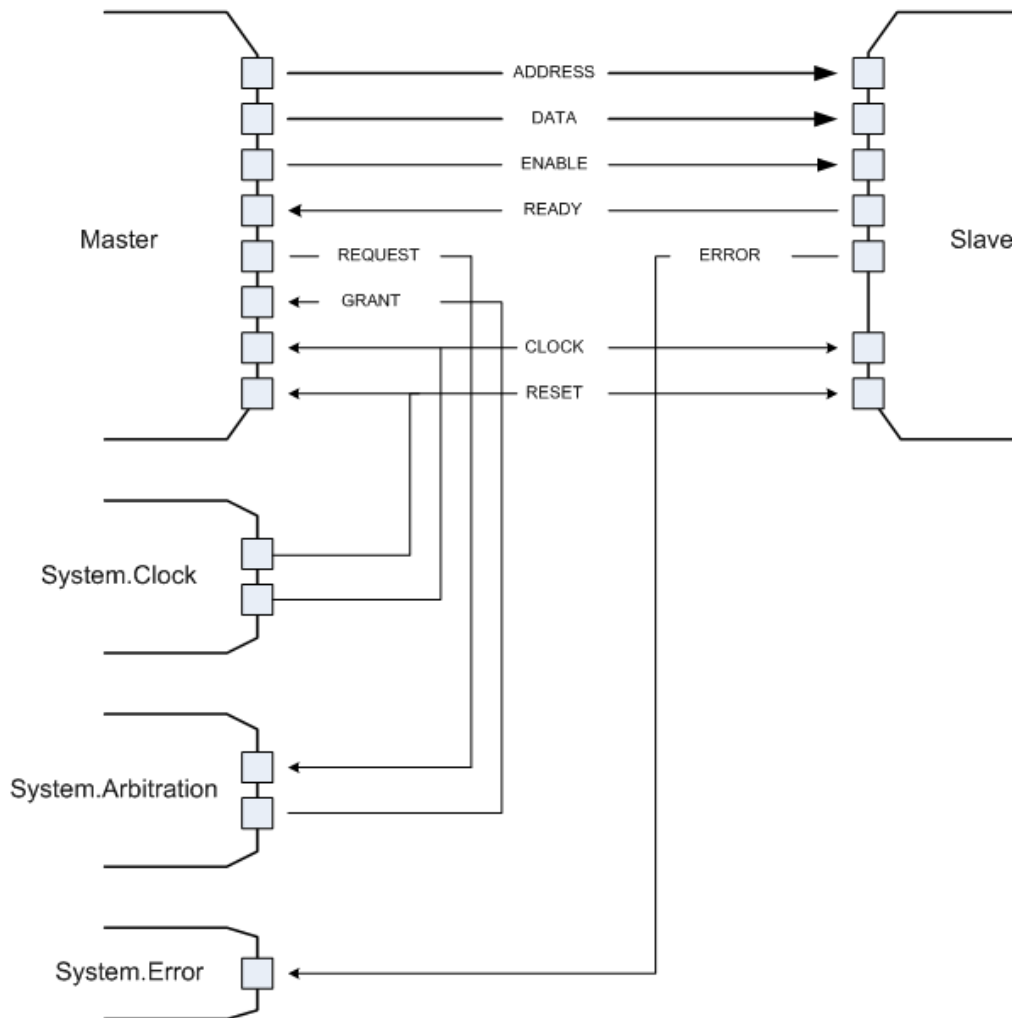 ADDRESS
DATA
ENABLE
READY
Master
REQUEST
ERROR
Slave
GRANT
CLOCK
RESET
System.Clock
System.Arbitration
System.Error